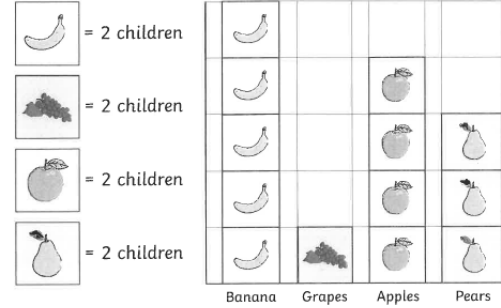 = 2 children
= 2 children
= 2 children
= 2 children
Banana Grapes Apples Pears